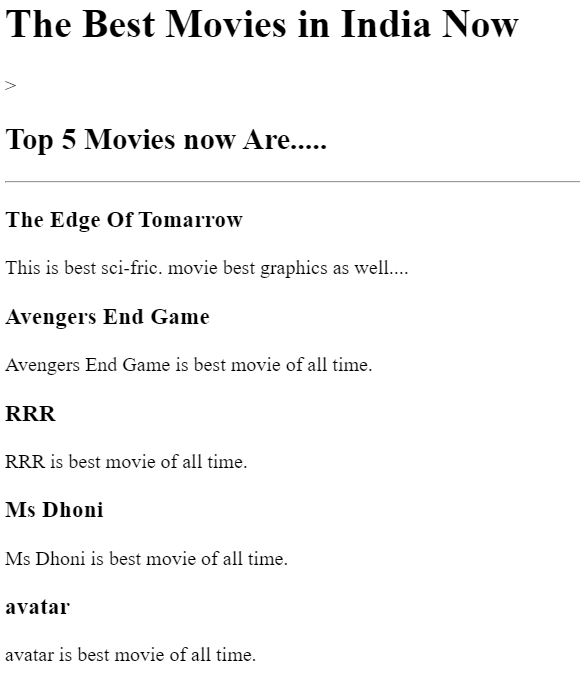 The Best Movies in India Now
>
Top 5 Movies now Are.....
The Edge Of Tomarrow
This is best sci-fric. movie best graphics as well....
Avengers End Game
Avengers End Game is best movie of all time.
RRR
RRR is best movie of all time.
Ms Dhoni
Ms Dhoni is best movie of all time.
avatar
avatar is best movie of all time.